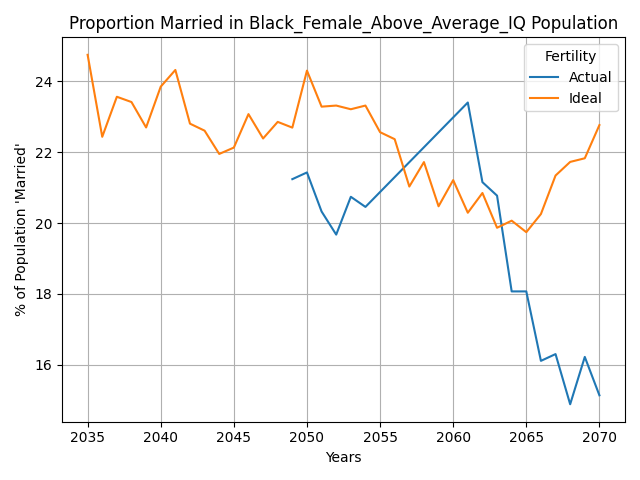 Proportion Married in Black_Female_Above_Average_IQ Population
Fertility
Actual
Ideal
% of Population 'Married'
24
22
20
18
16
2035 2040 2045 2050 2055 2060 2065 2070
Years